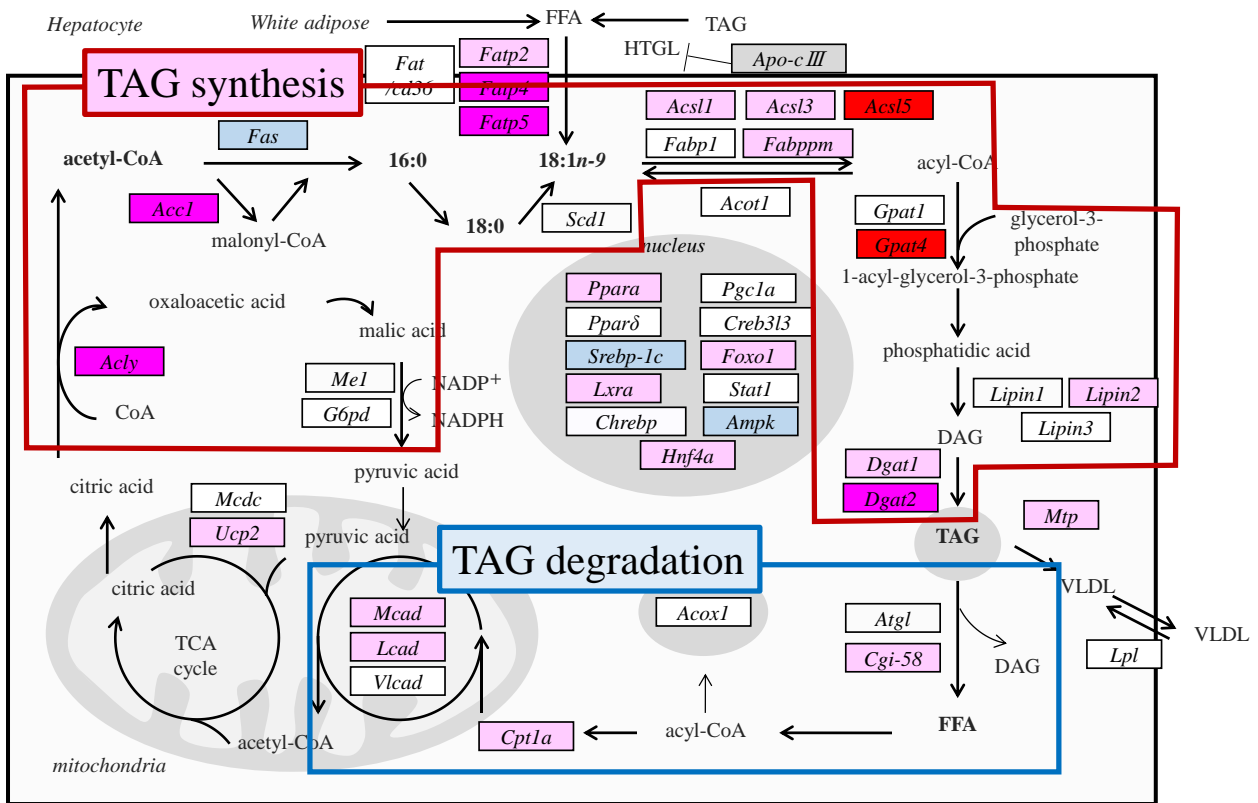 Hepatocyte
White adipose
FFA
TAG
HTGL
Apo-cⅢ
TAG synthesis
Fat
/cd36
Fatp2
Fatp4
Fatp5
Acsl1
Acsl3
Acsl5
Fas
Fabp1
Fabppm
acetyl-CoA
16:0
18:1n-9
acyl-CoA
Acc1
malonyl-CoA
18:0
Scd1
Acot1
Gpat1
Gpat4
glycerol-3-
phosphate
nucleus
1-acyl-glycerol-3-phosphate
oxaloacetic acid
malic acid
Ppara
Pgc1a
Pparδ
Creb3l3
Srebp-1c
Foxo1
Lxra
Stat1
Chrebp
Ampk
Hnf4a
phosphatidic acid
Acly
CoA
Me1
G6pd
NADP+
NADPH
Lipin1
Lipin2
Lipin3
DAG
Dgat1
Dgat2
citric acid
pyruvic acid
Mcdc
Ucp2
pyruvic acid
TAG
Mtp
TAG degradation
citric acid
VLDL
VLDL
Lpl
TCA
cycle
Mcad
Lcad
Vlcad
Acox1
Atgl
Cgi-58
DAG
acetyl-CoA
Cpt1a
acyl-CoA
FFA
mitochondria